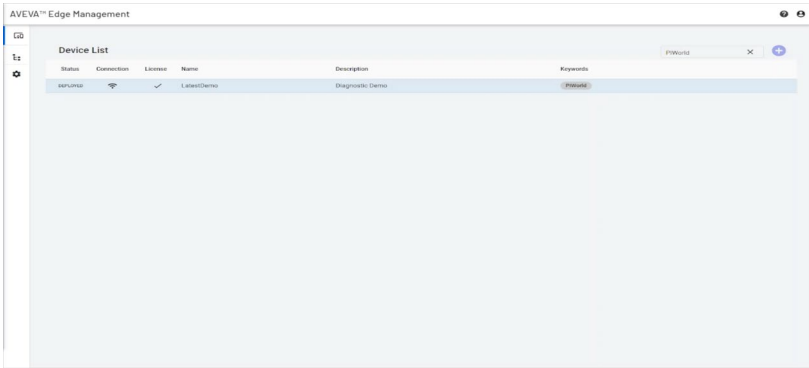 AVEVA™ Edge Management
Device List
PIWorld
Status Connection License Name Description Keywords
DEPLOYED LatestDemo Diagnostic Demo PIWorld